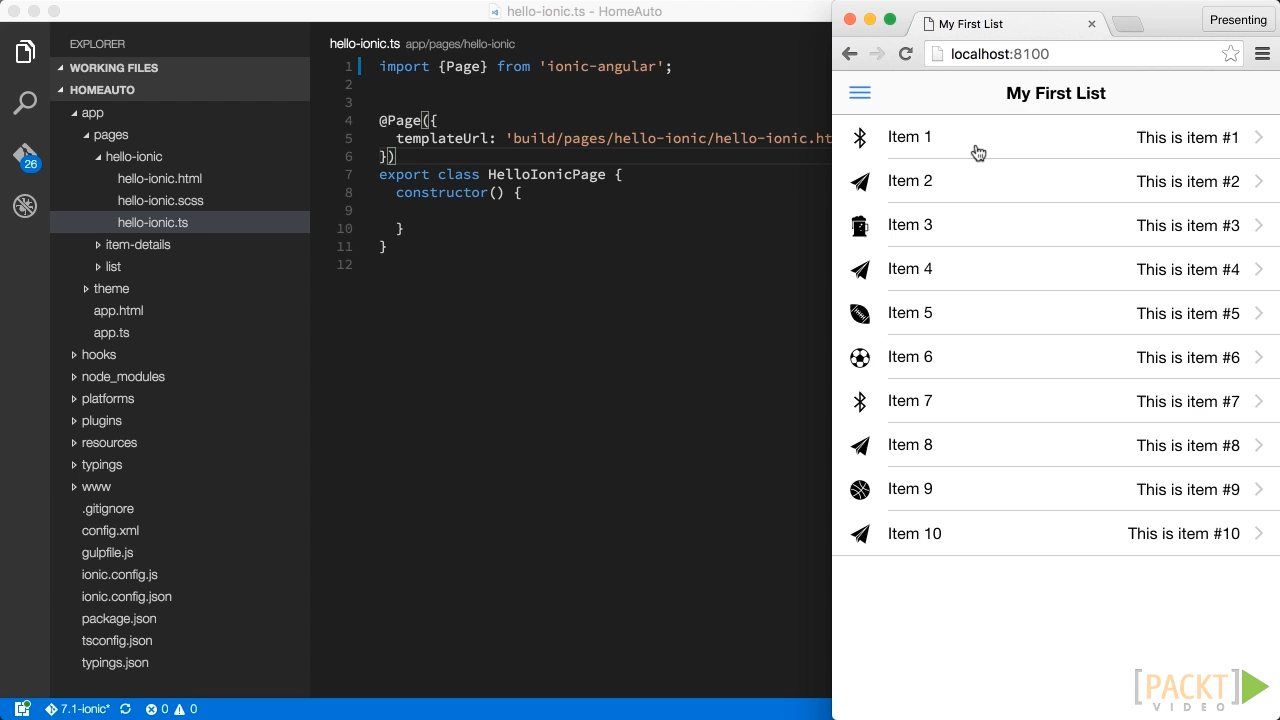 hello-ionic.ts - HomeAuto
EXPLORER
WORKING FILES
HOMEAUTO
app
pages
hello-ionic
hello-ionic.html
hello-ionic.scss
hello-ionic.ts
item-details
list
theme
app.html
app.ts
hooks
node_modules
platforms
plugins
resources
typings
www
.gitignore
config.xml
gulpfile.js
ionic.config.js
ionic.config.json
package.json
tsconfig.json
typings.json
26
hello-ionic.ts app/pages/hello-ionic
1 import {Page} from 'ionic-angular';
2
3
4 @Page({
5 templateUrl: 'build/pages/hello-ionic/hello-ionic.ht
6 })
7 export class HelloIonicPage {
8 constructor() {
9
10 }
11 }
12
7.1-ionic* 0 0
My First List
Presenting
localhost:8100
My First List
Item 1 This is item #1
Item 2 This is item #2
Item 3 This is item #3
Item 4 This is item #4
Item 5 This is item #5
Item 6 This is item #6
Item 7 This is item #7
Item 8 This is item #8
Item 9 This is item #9
Item 10 This is item #10
[PACKT]
VIDEO